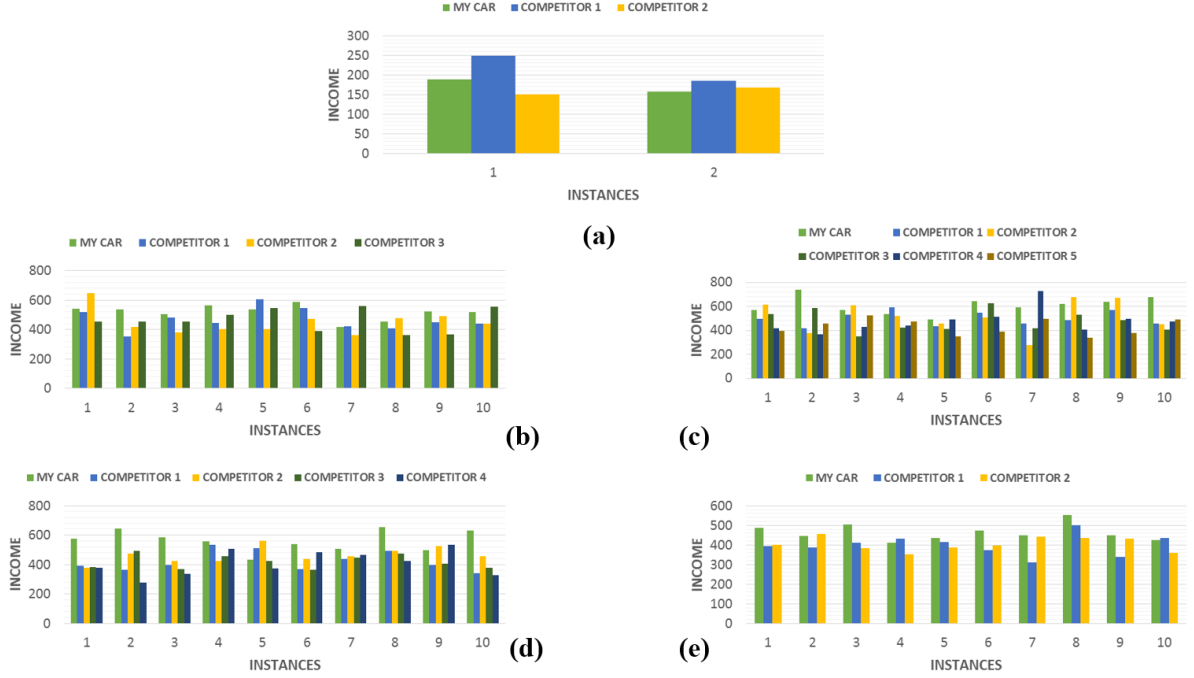 MY CAR COMPETITOR 1 COMPETITOR 2
300
250
200
150
100
50
0
INCOME
1 2
INSTANCES
(a)
MY CAR COMPETITOR 1 COMPETITOR 2 COMPETITOR 3
800
600
400
200
0
INCOME
1 2 3 4 5 6 7 8 9 10
INSTANCES
(b)
MY CAR COMPETITOR 1 COMPETITOR 2
COMPETITOR 3 COMPETITOR 4 COMPETITOR 5
800
600
400
200
0
INCOME
1 2 3 4 5 6 7 8 9 10
INSTANCES
(c)
MY CAR COMPETITOR 1 COMPETITOR 2 COMPETITOR 3 COMPETITOR 4
800
600
400
200
0
INCOME
1 2 3 4 5 6 7 8 9 10
INSTANCES
(d)
MY CAR COMPETITOR 1 COMPETITOR 2
600
500
400
300
200
100
0
INCOME
1 2 3 4 5 6 7 8 9 10
INSTANCES
(e)